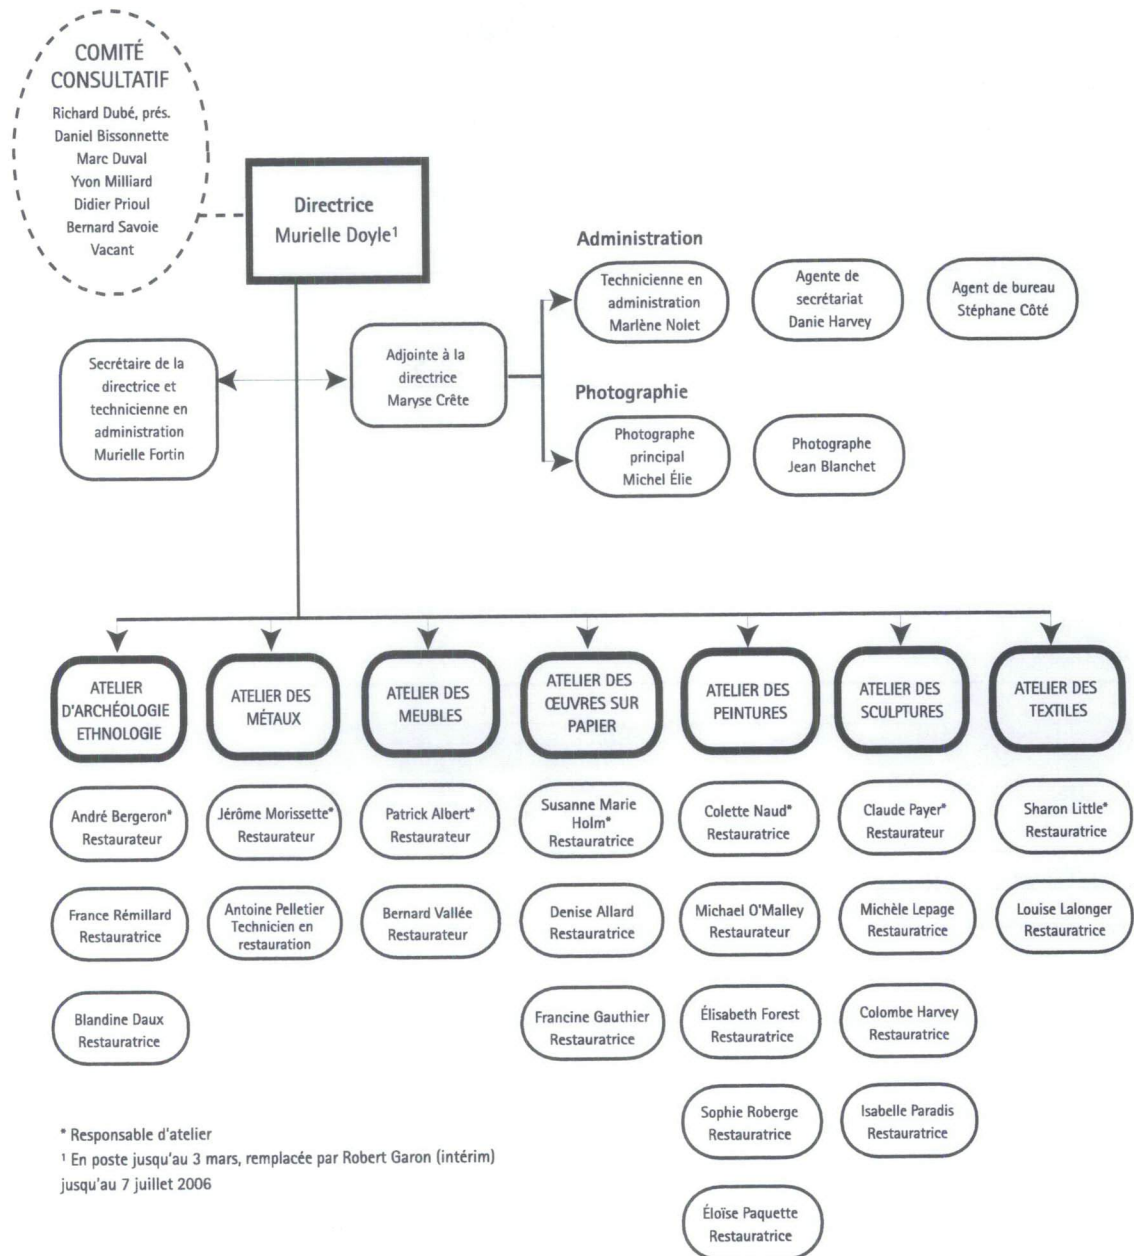 COMITÉ
CONSULTATIF
Richard Dubé, prés.
Daniel Bissonnette
Marc Duval
Yvon Milliard
Didier Prioul
Bernard Savoie
Vacant
Directrice
Murielle Doyle¹
Secrétaire de la
directrice et
technicienne en
administration
Murielle Fortin
Adjointe à la
directrice
Maryse Crête
Administration
Technicienne en
administration
Marlène Nolet
Agente de
secrétariat
Danie Harvey
Agent de bureau
Stéphane Côté
Photographie
Photographe
principal
Michel Élie
Photographe
Jean Blanchet
ATELIER
D'ARCHÉOLOGIE
ETHNOLOGIE
André Bergeron*
Restaurateur
France Rémillard
Restauratrice
Blandine Daux
Restauratrice
ATELIER DES
MÉTAUX
Jérôme Morissette*
Restaurateur
Antoine Pelletier
Technicien en
restauration
ATELIER DES
MEUBLES
Patrick Albert*
Restaurateur
Bernard Vallée
Restaurateur
ATELIER DES
ŒUVRES SUR
PAPIER
Susanne Marie
Holm*
Restauratrice
Denise Allard
Restauratrice
Francine Gauthier
Restauratrice
ATELIER DES
PEINTURES
Colette Naud*
Restauratrice
Michael O'Malley
Restaurateur
Élisabeth Forest
Restauratrice
Sophie Roberge
Restauratrice
Éloïse Paquette
Restauratrice
ATELIER DES
SCULPTURES
Claude Payer*
Restaurateur
Michèle Lepage
Restauratrice
Colombe Harvey
Restauratrice
Isabelle Paradis
Restauratrice
ATELIER DES
TEXTILES
Sharon Little*
Restauratrice
Louise Lalonger
Restauratrice
* Responsable d'atelier
¹ En poste jusqu'au 3 mars, remplacée par Robert Garon (intérim)
jusqu'au 7 juillet 2006